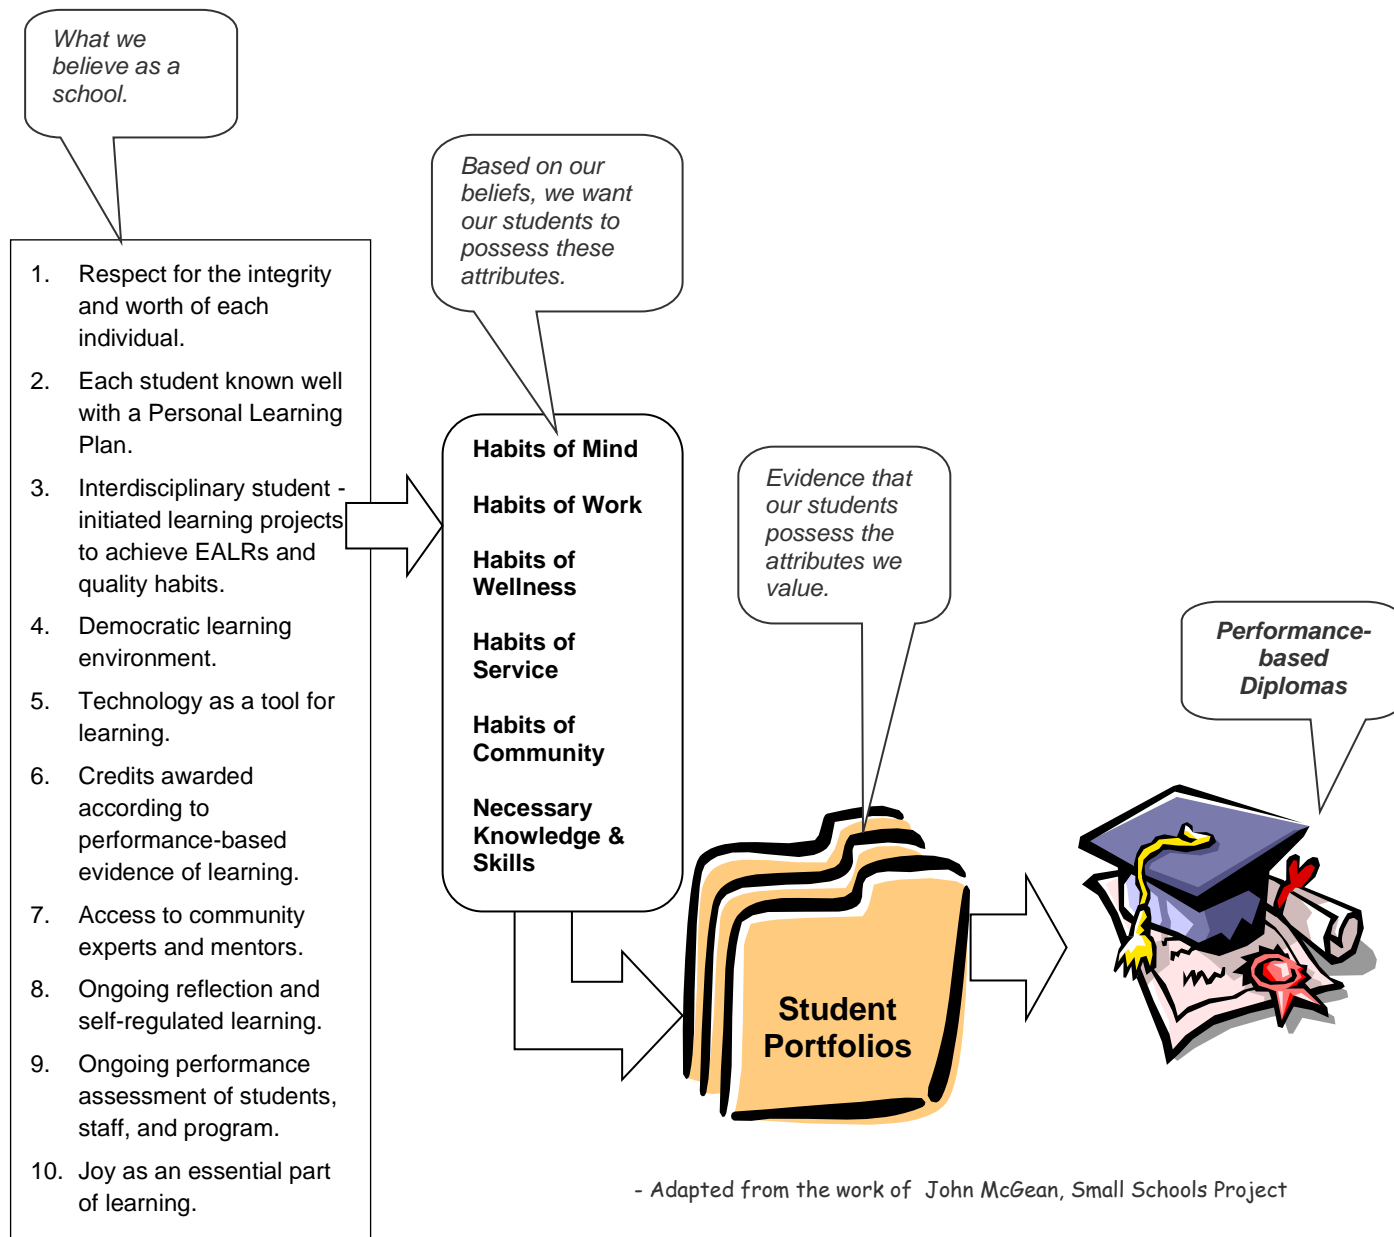 What we
believe as a
school.
Based on our
beliefs, we want
our students to
possess these
attributes.
1. Respect for the integrity
and worth of each
individual.
2. Each student known well
with a Personal Learning
Plan.
3. Interdisciplinary student -
initiated learning projects
to achieve EALRs and
quality habits.
4. Democratic learning
environment.
5. Technology as a tool for
learning.
6. Credits awarded
according to
performance-based
evidence of learning.
7. Access to community
experts and mentors.
8. Ongoing reflection and
self-regulated learning.
9. Ongoing performance
assessment of students,
staff, and program.
10. Joy as an essential part
of learning.
Habits of Mind
Habits of Work
Habits of
Wellness
Habits of
Service
Habits of
Community
Necessary
Knowledge &
Skills
Evidence that
our students
possess the
attributes we
value.
Student
Portfolios
Performance-
based
Diplomas
- Adapted from the work of John McGean, Small Schools Project